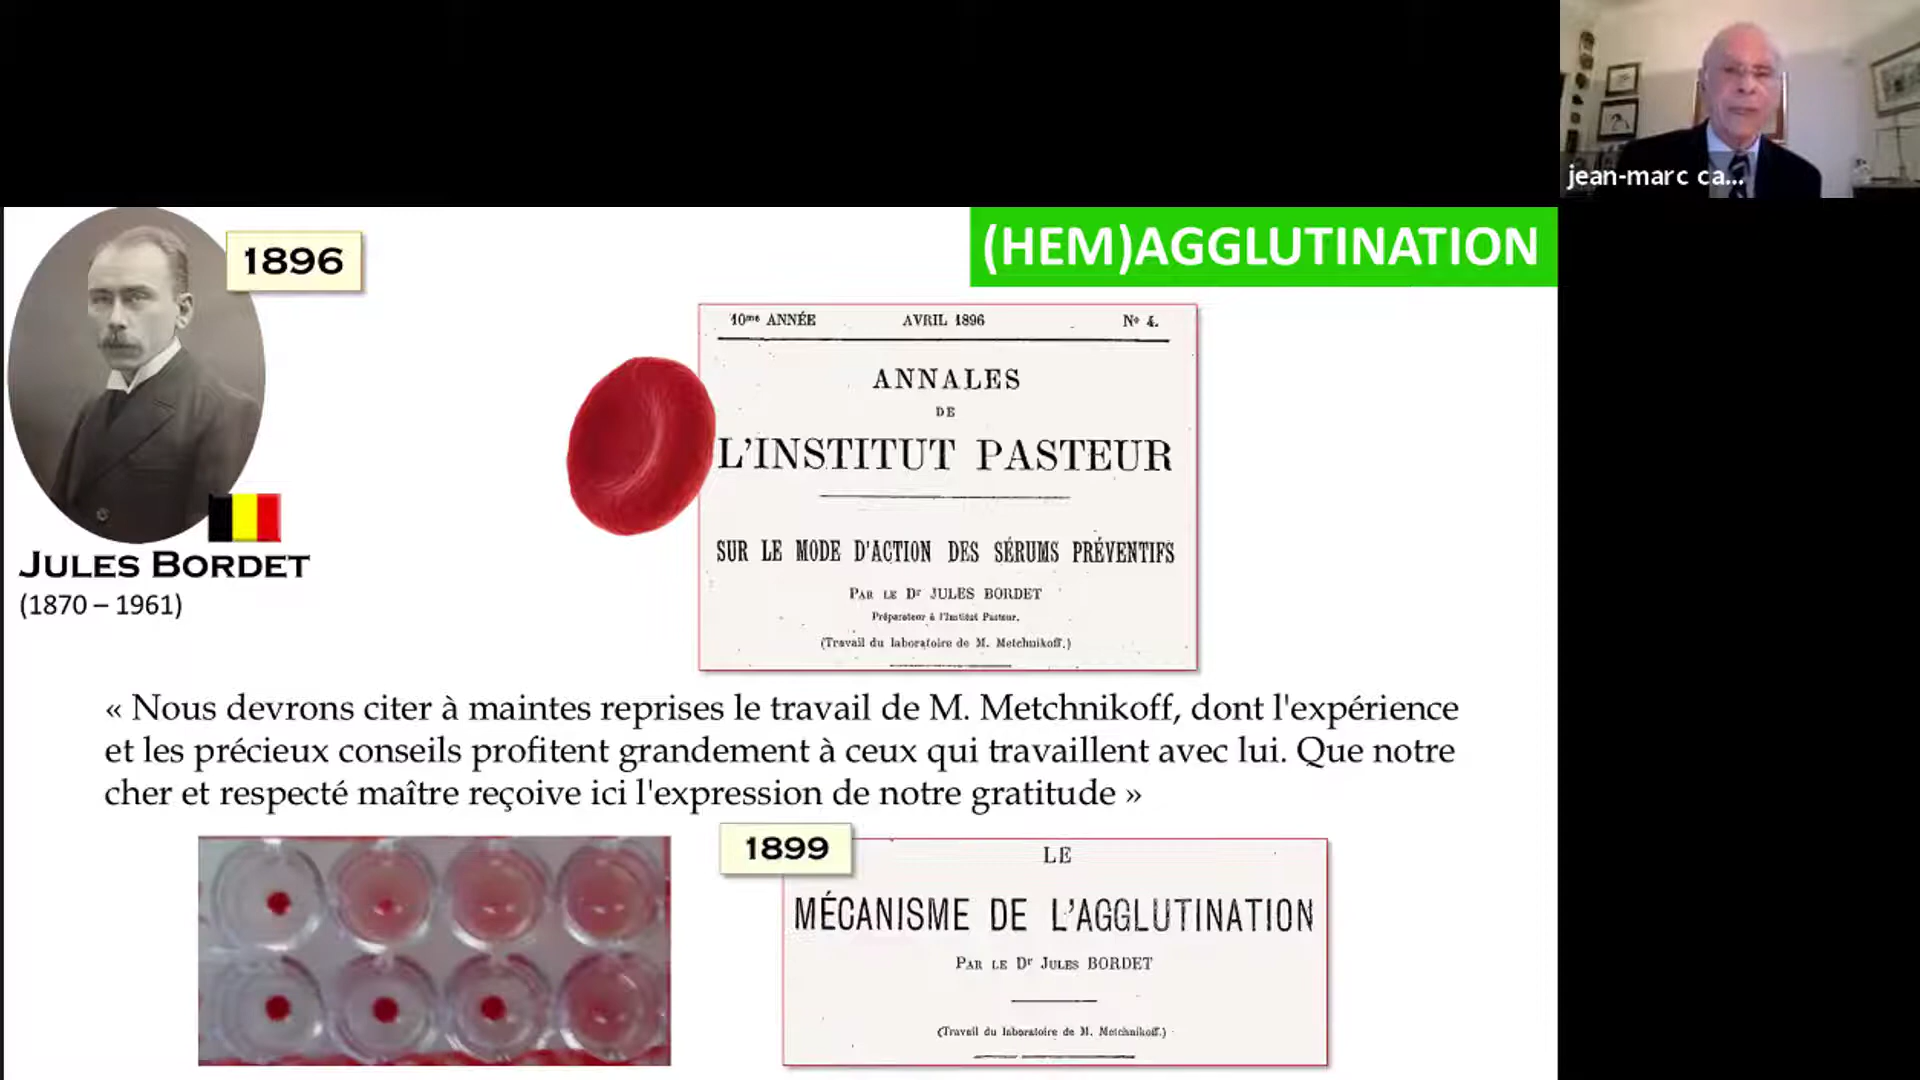 jean-marc ca...
(HEM)AGGLUTINATION
1896
JULES BORDET
(1870 – 1961)
10me ANNÉE AVRIL 1896 No 4.
ANNALES
DE
L'INSTITUT PASTEUR
SUR LE MODE D'ACTION DES SÉRUMS PRÉVENTIFS
PAR LE Dr JULES BORDET
Préparateur à l'Institut Pasteur.
(Travail du laboratoire de M. Metchnikoff.)
« Nous devrons citer à maintes reprises le travail de M. Metchnikoff, dont l'expérience
et les précieux conseils profitent grandement à ceux qui travaillent avec lui. Que notre
cher et respecté maître reçoive ici l'expression de notre gratitude »
1899
LE
MÉCANISME DE L'AGGLUTINATION
PAR LE Dr JULES BORDET
(Travail du laboratoire de M. Metchnikoff.)